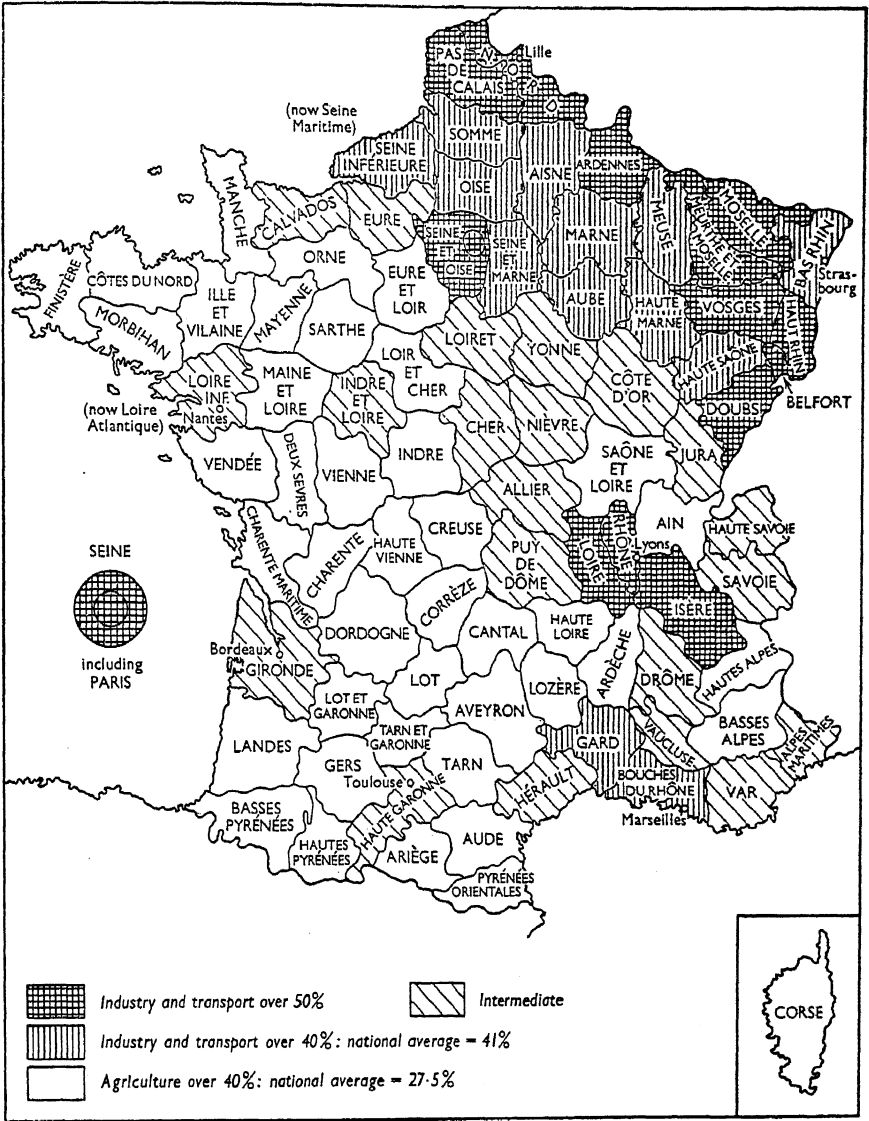 PAS
DE
CALAIS
NORD
Lille
(now Seine
Maritime)
SEINE
INFÉRIEURE
SOMME
OISE
AISNE
ARDENNES
MANCHE
CALVADOS
EURE
SEINE
ET
OISE
SEINE
ET
MARNE
MARNE
MEUSE
MEURTHE ET
MOSELLE
MOSELLE
BAS RHIN
Stras-
bourg
FINISTÈRE
CÔTES DU NORD
MORBIHAN
ILLE
ET
VILAINE
MAYENNE
ORNE
SARTHE
EURE
ET
LOIR
AUBE
HAUTE
MARNE
VOSGES
HAUT RHIN
LOIRET
YONNE
HAUTE SAÔNE
BELFORT
LOIRE
INF.
Nantes
(now Loire
Atlantique)
MAINE
ET
LOIRE
INDRE
ET
LOIRE
LOIR
ET
CHER
CHER
NIÈVRE
CÔTE
D'OR
DOUBS
JURA
VENDÉE
DEUX SEVRES
VIENNE
INDRE
ALLIER
SAÔNE
ET
LOIRE
AIN
HAUTE SAVOIE
SAVOIE
CHARENTE MARITIME
CHARENTE
HAUTE
VIENNE
CREUSE
PUY
DE
DÔME
LOIRE
RHÔNE
Lyons
ISÈRE
SEINE
including
PARIS
Bordeaux
GIRONDE
DORDOGNE
CORRÈZE
CANTAL
HAUTE
LOIRE
ARDÈCHE
DRÔME
HAUTES ALPES
LOT ET
GARONNE
LOT
AVEYRON
LOZÈRE
GARD
VAUCLUSE
BASSES
ALPES
ALPES
MARITIMES
LANDES
GERS
TARN ET
GARONNE
TARN
Toulouse
HAUTE GARONNE
HÉRAULT
BOUCHES
DU RHÔNE
Marseilles
VAR
BASSES
PYRÉNÉES
HAUTES
PYRÉNÉES
ARIÈGE
AUDE
PYRÉNÉES
ORIENTALES
CORSE
Industry and transport over 50%
Intermediate
Industry and transport over 40%: national average = 41%
Agriculture over 40%: national average = 27·5%